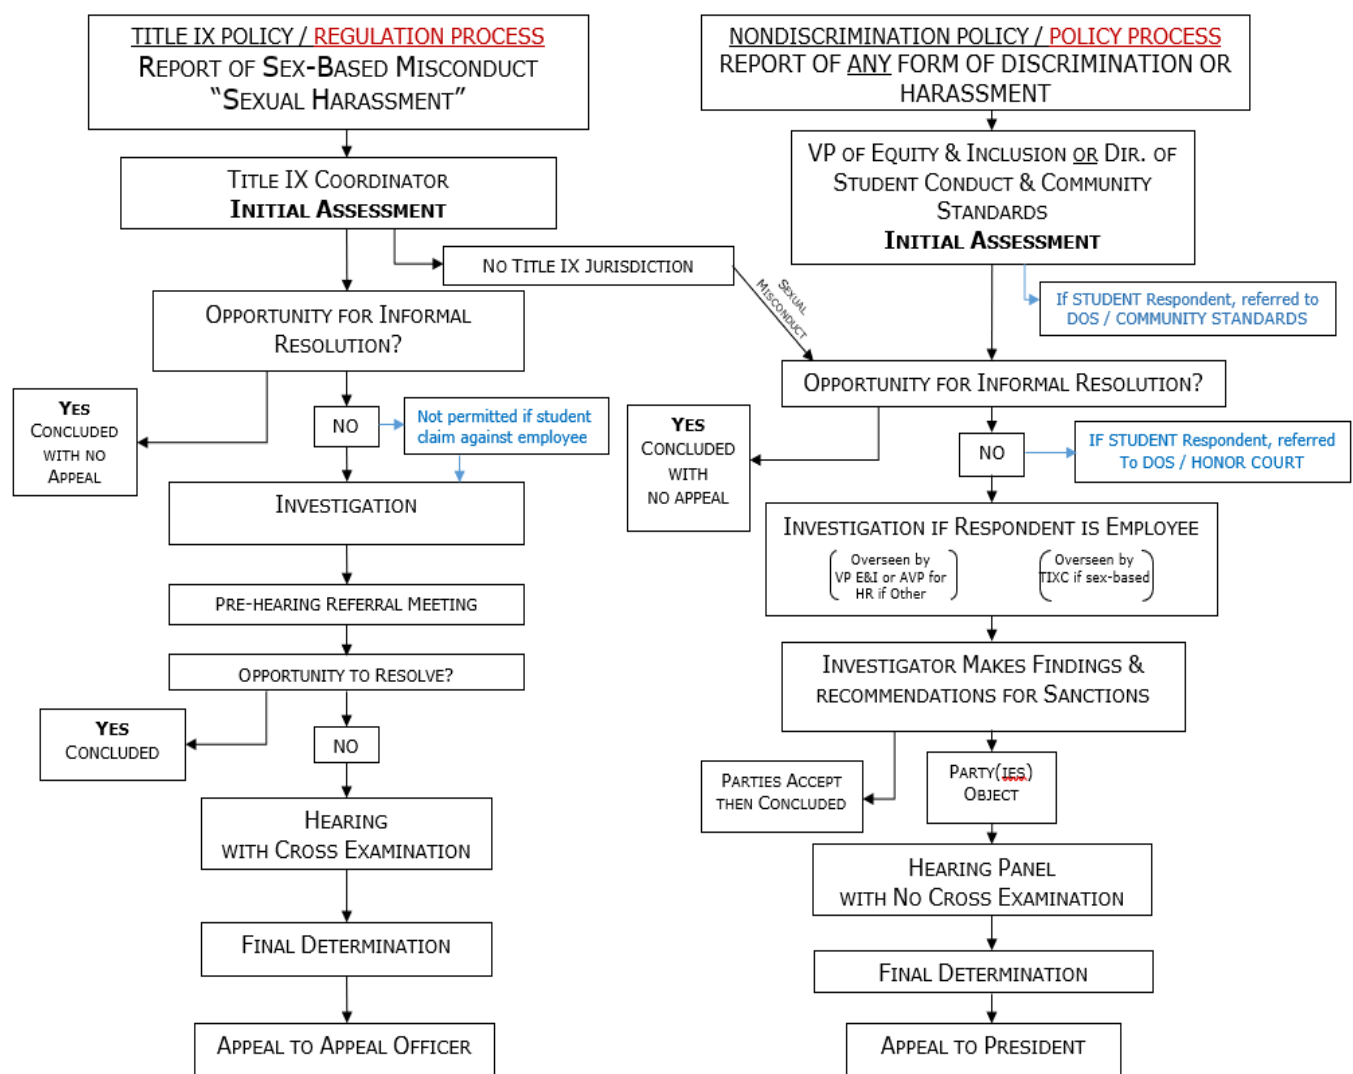 TITLE IX POLICY / REGULATION PROCESS
REPORT OF SEX-BASED MISCONDUCT
“SEXUAL HARASSMENT”
TITLE IX COORDINATOR
INITIAL ASSESSMENT
NO TITLE IX JURISDICTION
SEXUAL
MISCONDUCT
OPPORTUNITY FOR INFORMAL
RESOLUTION?
YES
CONCLUDED
WITH NO
APPEAL
NO
Not permitted if student
claim against employee
INVESTIGATION
PRE-HEARING REFERRAL MEETING
OPPORTUNITY TO RESOLVE?
YES
CONCLUDED
NO
HEARING
WITH CROSS EXAMINATION
FINAL DETERMINATION
APPEAL TO APPEAL OFFICER
NONDISCRIMINATION POLICY / POLICY PROCESS
REPORT OF ANY FORM OF DISCRIMINATION OR
HARASSMENT
VP OF EQUITY & INCLUSION OR DIR. OF
STUDENT CONDUCT & COMMUNITY
STANDARDS
INITIAL ASSESSMENT
If STUDENT Respondent, referred to
DOS / COMMUNITY STANDARDS
OPPORTUNITY FOR INFORMAL RESOLUTION?
YES
CONCLUDED
WITH
NO APPEAL
NO
IF STUDENT Respondent, referred
To DOS / HONOR COURT
INVESTIGATION IF RESPONDENT IS EMPLOYEE
Overseen by
VP E&I or AVP for
HR if Other
Overseen by
TIXC if sex-based
INVESTIGATOR MAKES FINDINGS &
RECOMMENDATIONS FOR SANCTIONS
PARTIES ACCEPT
THEN CONCLUDED
PARTY(IES)
OBJECT
HEARING PANEL
WITH NO CROSS EXAMINATION
FINAL DETERMINATION
APPEAL TO PRESIDENT